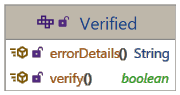 Verified
errorDetails() String
verify() boolean